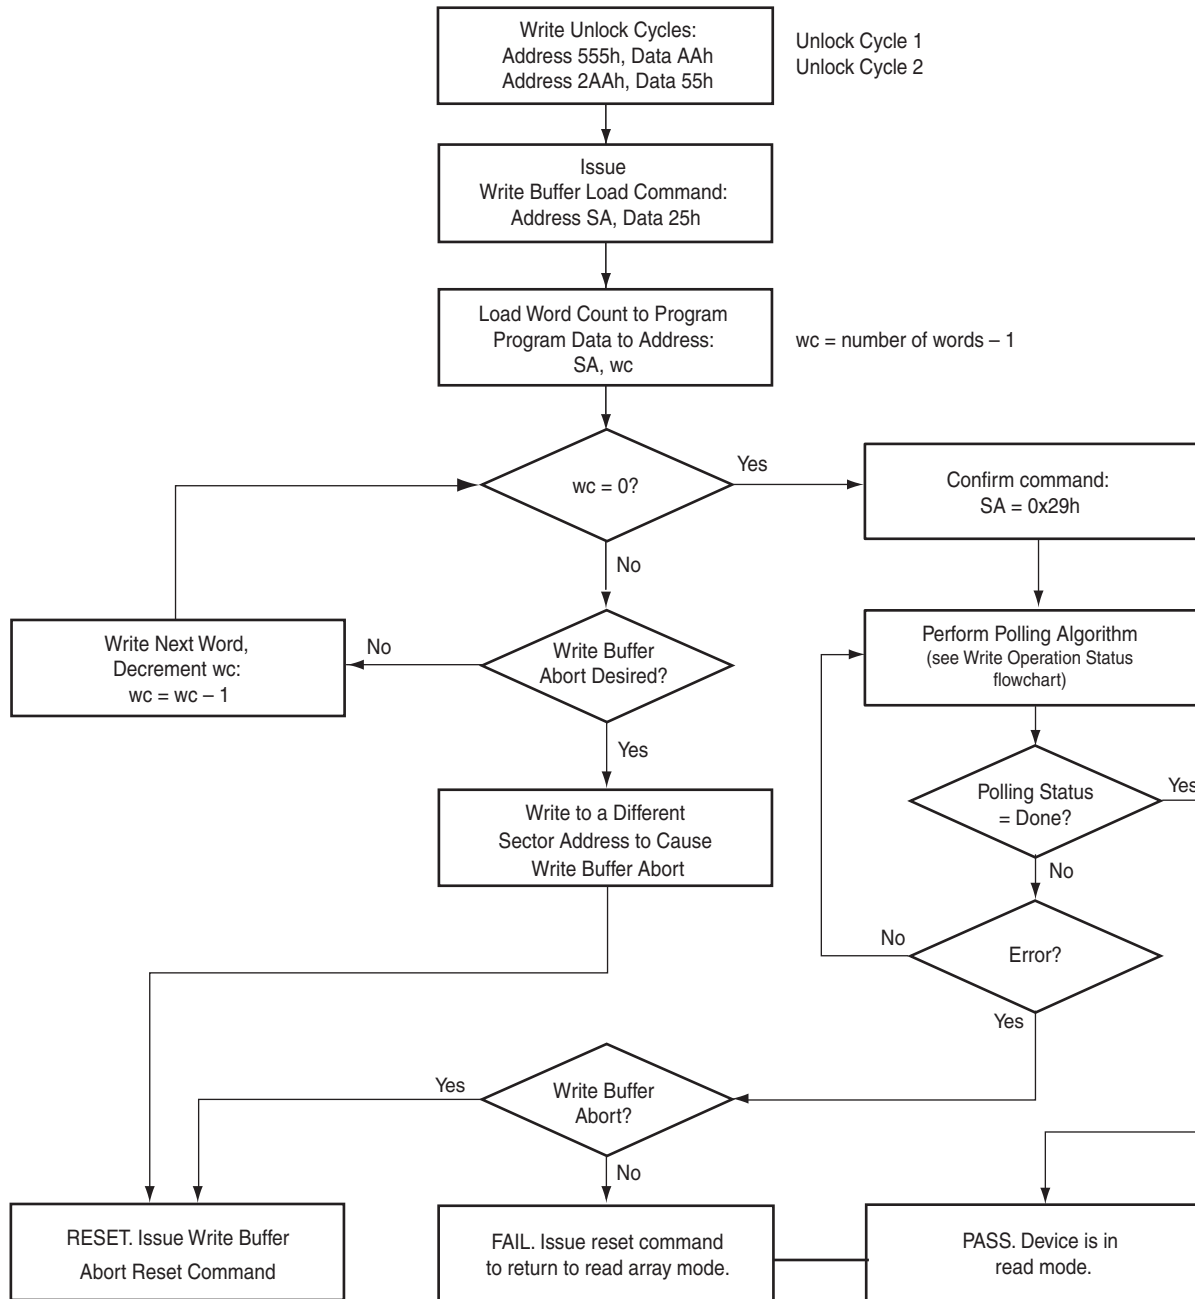 Write Unlock Cycles:
Address 555h, Data AAh
Address 2AAh, Data 55h
Unlock Cycle 1
Unlock Cycle 2
Issue
Write Buffer Load Command:
Address SA, Data 25h
Load Word Count to Program
Program Data to Address:
SA, wc
wc = number of words – 1
wc = 0?
Yes
Confirm command:
SA = 0x29h
No
Write Next Word,
Decrement wc:
wc = wc – 1
No
Write Buffer
Abort Desired?
Perform Polling Algorithm
(see Write Operation Status
flowchart)
Yes
Polling Status
= Done?
Yes
Write to a Different
Sector Address to Cause
Write Buffer Abort
No
No
Error?
Yes
Yes
Write Buffer
Abort?
No
RESET. Issue Write Buffer
Abort Reset Command
FAIL. Issue reset command
to return to read array mode.
PASS. Device is in
read mode.